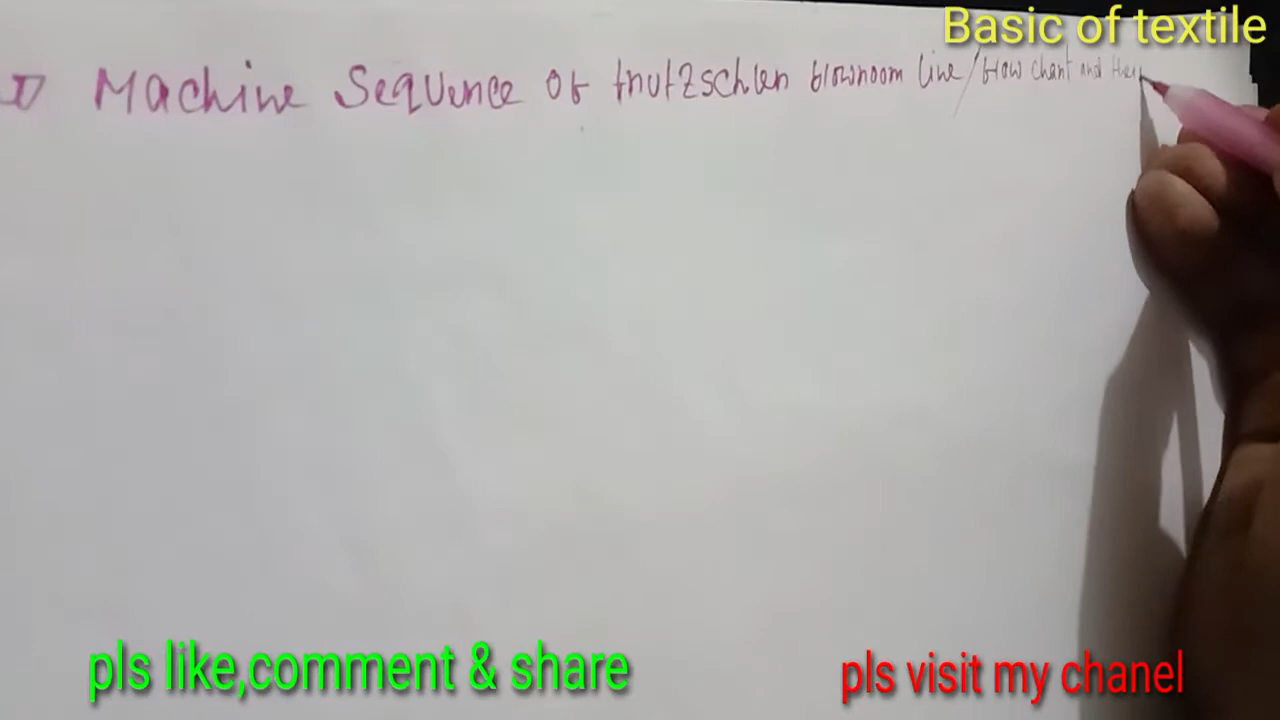 Basic of textile
Machine Sequence of trutzschler blowroom line/flow chart and their
pls like,comment & share
pls visit my chanel